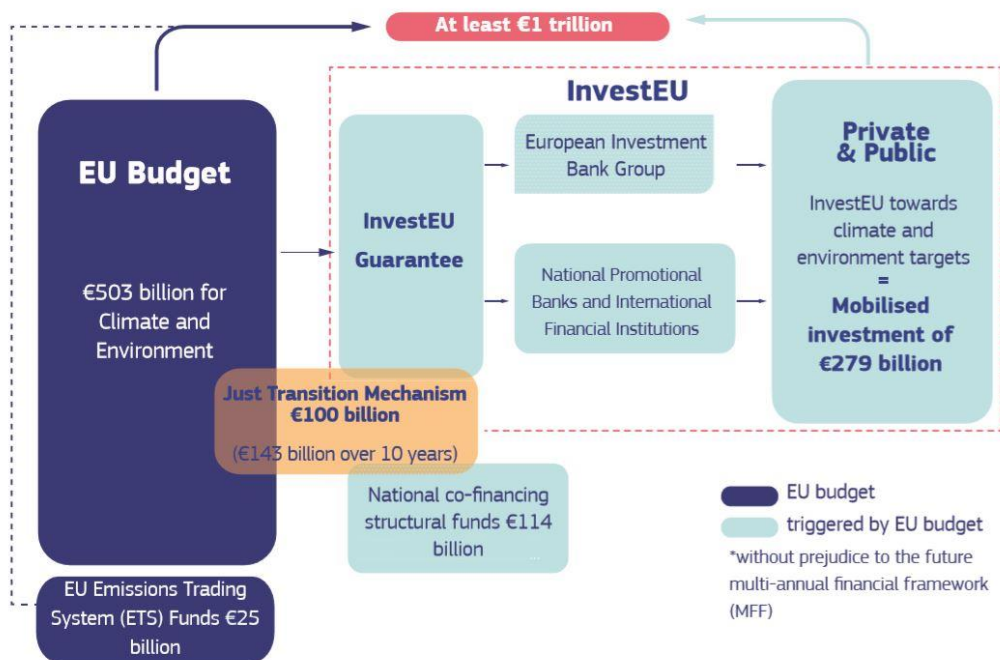 At least €1 trillion
EU Budget
€503 billion for
Climate and
Environment
InvestEU
InvestEU
Guarantee
European Investment
Bank Group
National Promotional
Banks and International
Financial Institutions
Private
& Public
InvestEU towards
climate and
environment targets
=
Mobilised
investment of
€279 billion
Just Transition Mechanism
€100 billion
(€143 billion over 10 years)
National co-financing
structural funds €114
billion
EU Emissions Trading
System (ETS) Funds €25
billion
EU budget
triggered by EU budget
*without prejudice to the future
multi-annual financial framework
(MFF)